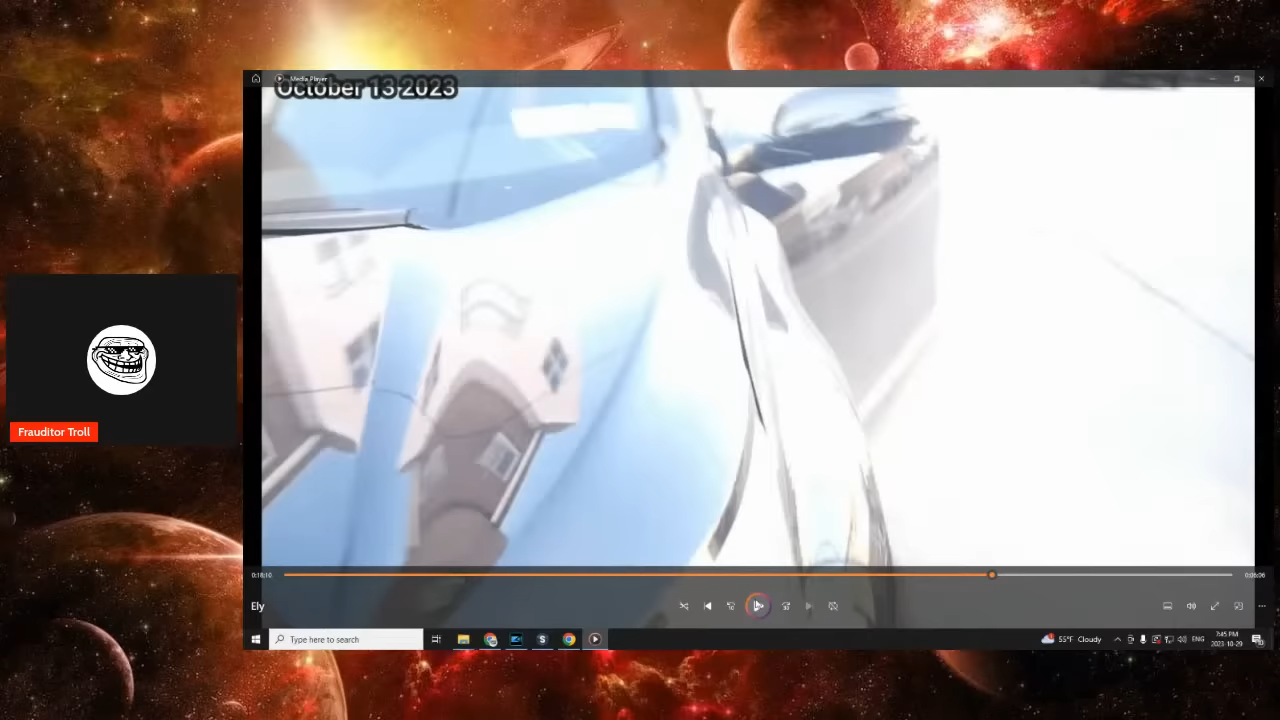 Media Player
October 13 2023
Frauditor Troll
0:18:10
0:06:06
Ely
Type here to search
55°F Cloudy
ENG
7:45 PM
2023-10-29